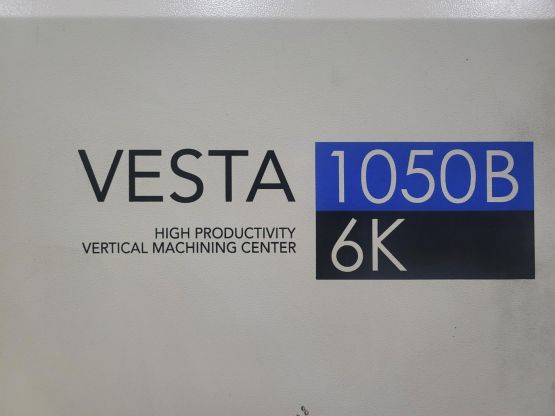 VESTA 1050B
6K
HIGH PRODUCTIVITY
VERTICAL MACHINING CENTER